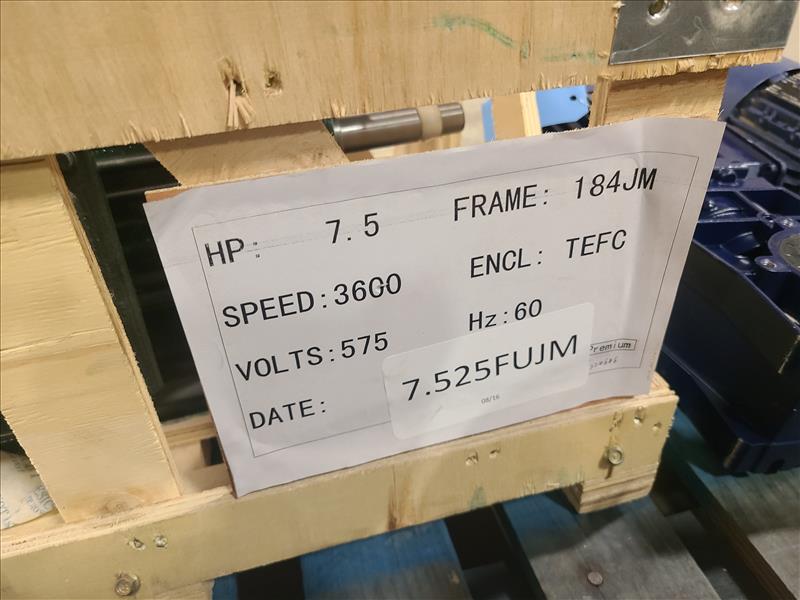 HP: 7.5 FRAME: 184JM
SPEED:3600 ENCL: TEFC
VOLTS:575 Hz:60
Premium
DATE: 7.525FUJM
08/16